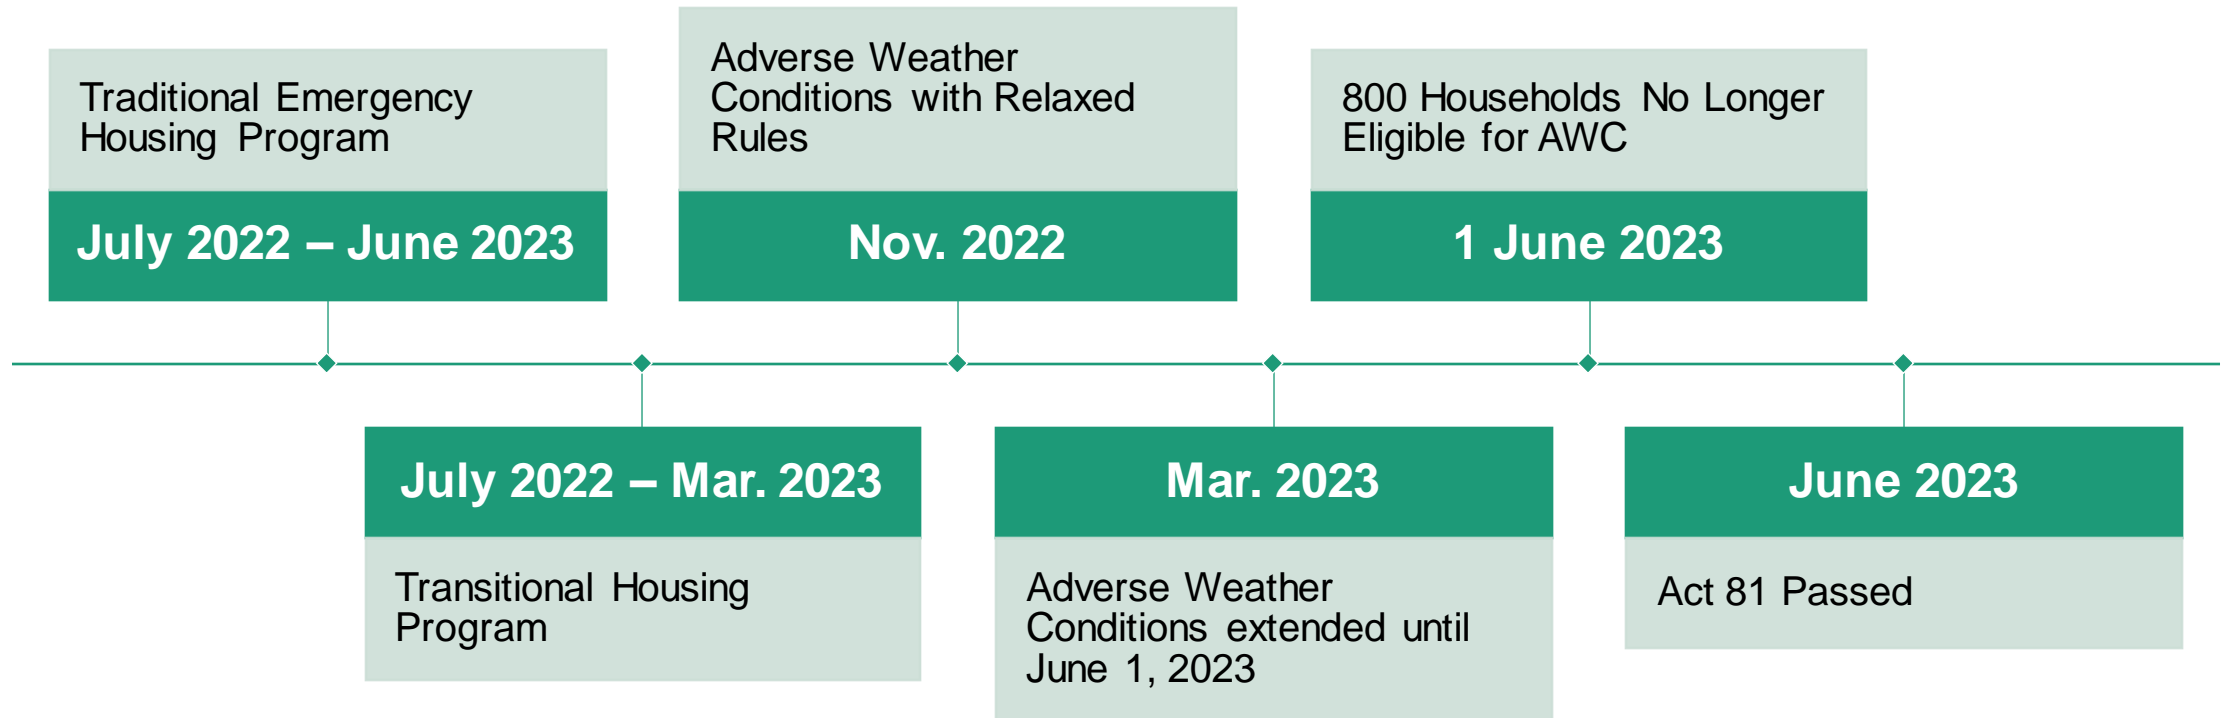 Traditional Emergency
Housing Program
July 2022 – June 2023
Adverse Weather
Conditions with Relaxed
Rules
Nov. 2022
800 Households No Longer
Eligible for AWC
1 June 2023
July 2022 – Mar. 2023
Transitional Housing
Program
Mar. 2023
Adverse Weather
Conditions extended until
June 1, 2023
June 2023
Act 81 Passed